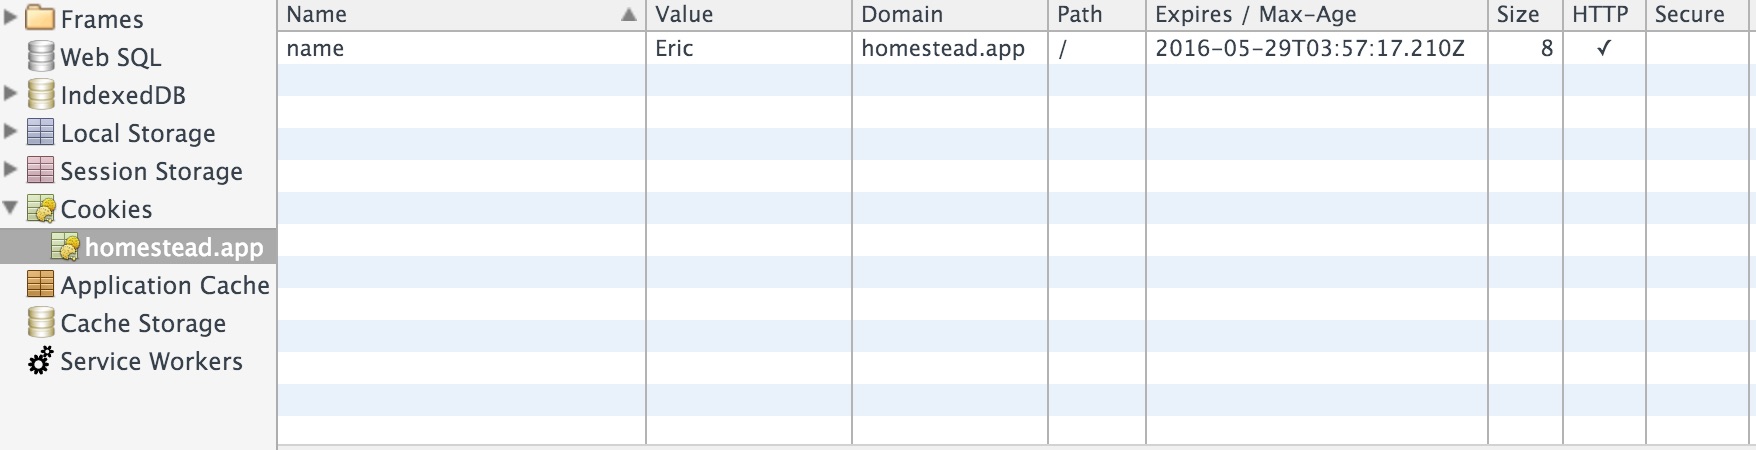 Frames
Web SQL
IndexedDB
Local Storage
Session Storage
Cookies
homestead.app
Application Cache
Cache Storage
Service Workers
Name Value Domain Path Expires / Max-Age Size HTTP Secure
name Eric homestead.app / 2016-05-29T03:57:17.210Z 8 ✓